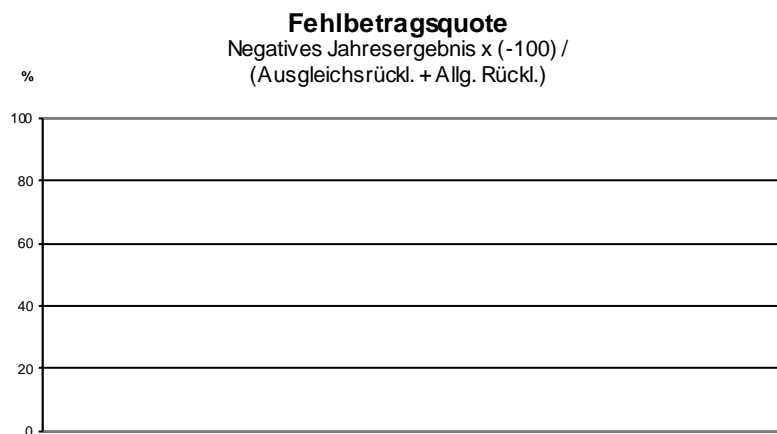 Fehlbetragsquote
Negatives Jahresergebnis x (-100) /
(Ausgleichsrückl. + Allg. Rückl.)
%
100
80
60
40
20
0